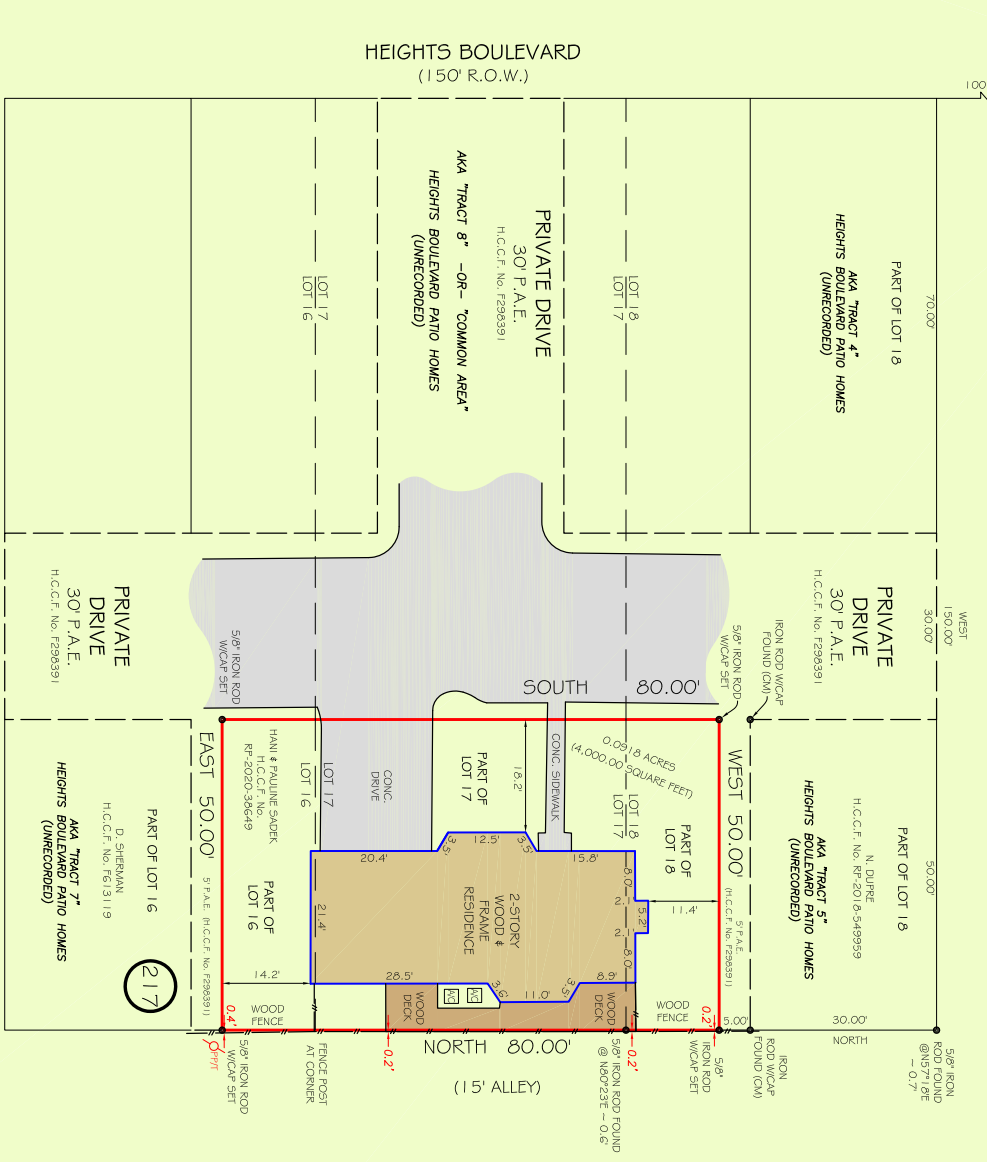 HEIGHTS BOULEVARD
(150' R.O.W.)
100
PART OF LOT 18
AKA "TRACT 4"
HEIGHTS BOULEVARD PATIO HOMES
(UNRECORDED)
70.00'
LOT 18
LOT 17
PRIVATE DRIVE
30' P.A.E.
H.C.C.F. No. F298391
AKA "TRACT 8" -OR- "COMMON AREA"
HEIGHTS BOULEVARD PATIO HOMES
(UNRECORDED)
LOT 17
LOT 16
WEST
150.00'
30.00'
PRIVATE
DRIVE
30' P.A.E.
H.C.C.F. No. F298391
PRIVATE
DRIVE
30' P.A.E.
H.C.C.F. No. F298391
IRON ROD W/CAP
FOUND (CM)
5/8" IRON ROD
W/CAP SET
5/8" IRON ROD
W/CAP SET
SOUTH 80.00'
0.0918 ACRES
(4,000.00 SQUARE FEET)
CONC. SIDEWALK
18.2'
PART OF
LOT 17
CONC.
DRIVE
LOT 17
LOT 16
HANI & PAULINE SADEK
H.C.C.F. No.
RP-2020-38649
LOT 18
LOT 17
PART OF
LOT 18
WEST 50.00'
5' P.A.E.
(H.C.C.F. No. F298391)
EAST 50.00'
5' P.A.E. (H.C.C.F. No. F298391)
PART OF LOT 18
N. DUPRE
H.C.C.F. No. RP-2018-549959
AKA "TRACT 5"
HEIGHTS BOULEVARD PATIO HOMES
(UNRECORDED)
50.00'
PART OF LOT 16
D. SHERMAN
H.C.C.F. No. F613119
AKA "TRACT 7"
HEIGHTS BOULEVARD PATIO HOMES
(UNRECORDED)
217
PART OF
LOT 16
20.4'
3.5'
12.5'
3.5'
15.8'
8.0'
2.1'
5.2'
2.1'
8.0'
11.4'
21.4'
2-STORY
WOOD &
FRAME
RESIDENCE
14.2'
28.5'
3.6'
11.0'
3.5'
8.9'
WOOD
FENCE
WOOD
DECK
A/C
A/C
WOOD
DECK
WOOD
FENCE
0.4'
0.2'
0.2'
0.2'
5.00'
30.00'
NORTH
NORTH 80.00'
(15' ALLEY)
PP/T
5/8" IRON ROD
W/CAP SET
FENCE POST
AT CORNER
5/8" IRON ROD FOUND
@ N80°23'E ~ 0.6'
5/8"
IRON ROD
W/CAP SET
IRON
ROD W/CAP
FOUND (CM)
5/8" IRON
ROD FOUND
@N57°18'E
~ 0.7'